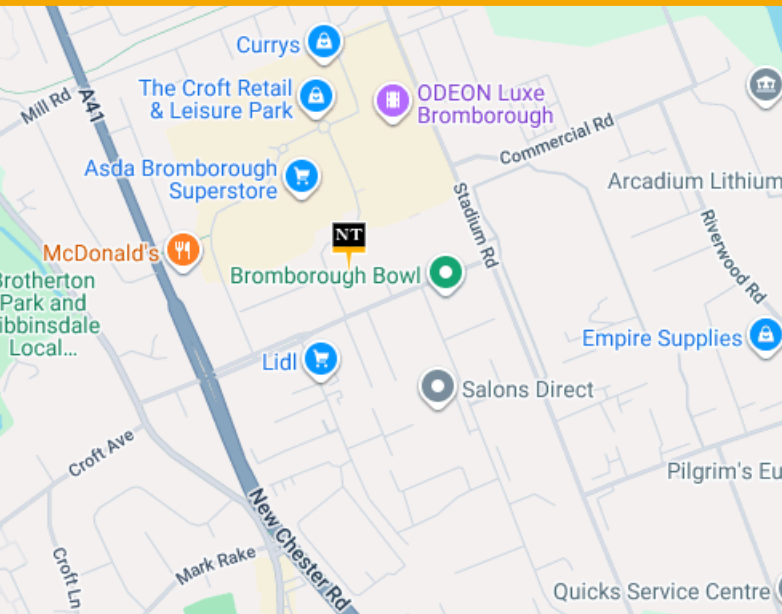 Currys
Mill Rd
A41
The Croft Retail
& Leisure Park
ODEON Luxe
Bromborough
Commercial Rd
Asda Bromborough
Superstore
Arcadium Lithium
Stadium Rd
Riverwood Rd
NT
McDonald's
Bromborough Bowl
Brotherton
Park and
ibbinsdale
Local...
Empire Supplies
Lidl
Salons Direct
Croft Ave
Pilgrim's Eu
New Chester Rd
Mark Rake
Croft Ln
Quicks Service Centre